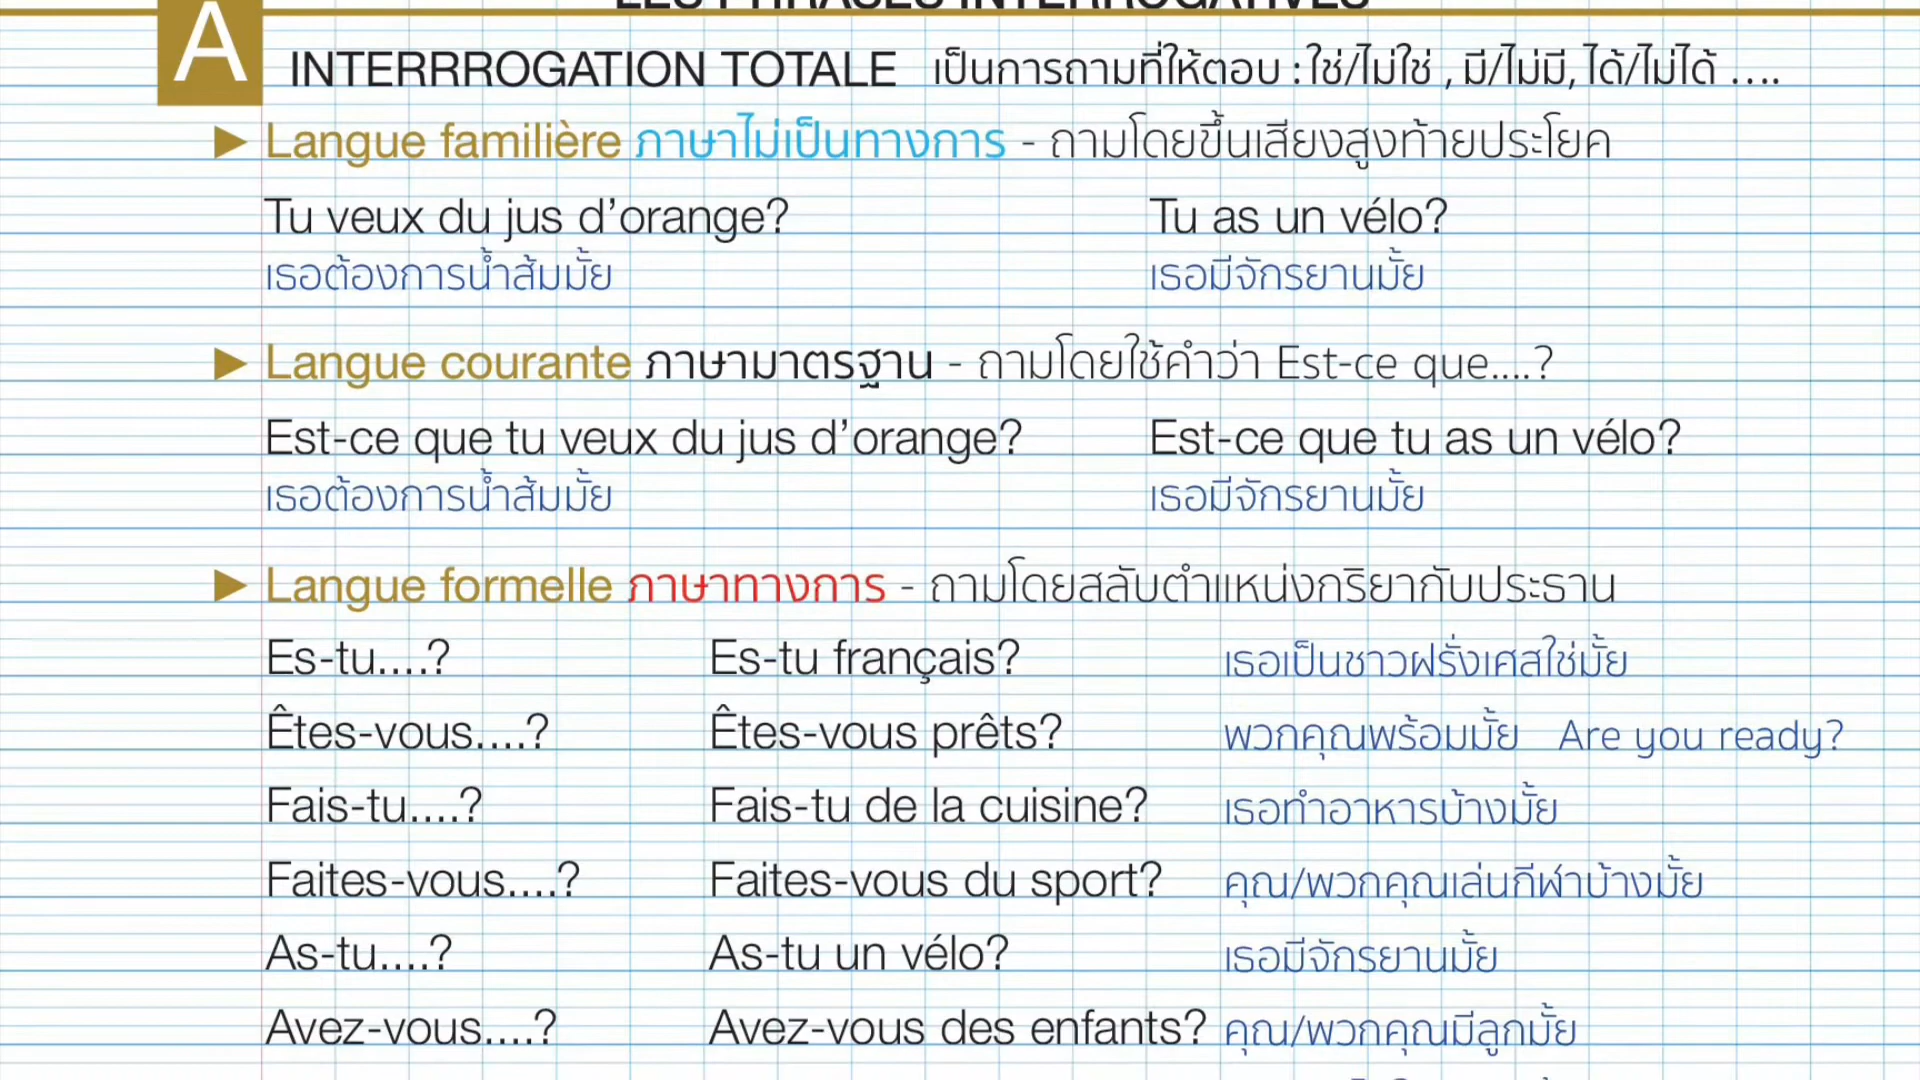 LES PHRASES INTERROGATIVES
A
INTERRROGATION TOTALE เป็นการถามที่ให้ตอบ : ใช่/ไม่ใช่ , มี/ไม่มี, ได้/ไม่ได้ ....
► Langue familière ภาษาไม่เป็นทางการ - ถามโดยขึ้นเสียงสูงท้ายประโยค
Tu veux du jus d’orange? Tu as un vélo?
เธอต้องการน้ำส้มมั้ย เธอมีจักรยานมั้ย
► Langue courante ภาษามาตรฐาน - ถามโดยใช้คำว่า Est-ce que....?
Est-ce que tu veux du jus d’orange? Est-ce que tu as un vélo?
เธอต้องการน้ำส้มมั้ย เธอมีจักรยานมั้ย
► Langue formelle ภาษาทางการ - ถามโดยสลับตำแหน่งกริยากับประธาน
Es-tu....? Es-tu français? เธอเป็นชาวฝรั่งเศสใช่มั้ย
Êtes-vous....? Êtes-vous prêts? พวกคุณพร้อมมั้ย Are you ready?
Fais-tu....? Fais-tu de la cuisine? เธอทำอาหารบ้างมั้ย
Faites-vous....? Faites-vous du sport? คุณ/พวกคุณเล่นกีฬาบ้างมั้ย
As-tu....? As-tu un vélo? เธอมีจักรยานมั้ย
Avez-vous....? Avez-vous des enfants? คุณ/พวกคุณมีลูกมั้ย